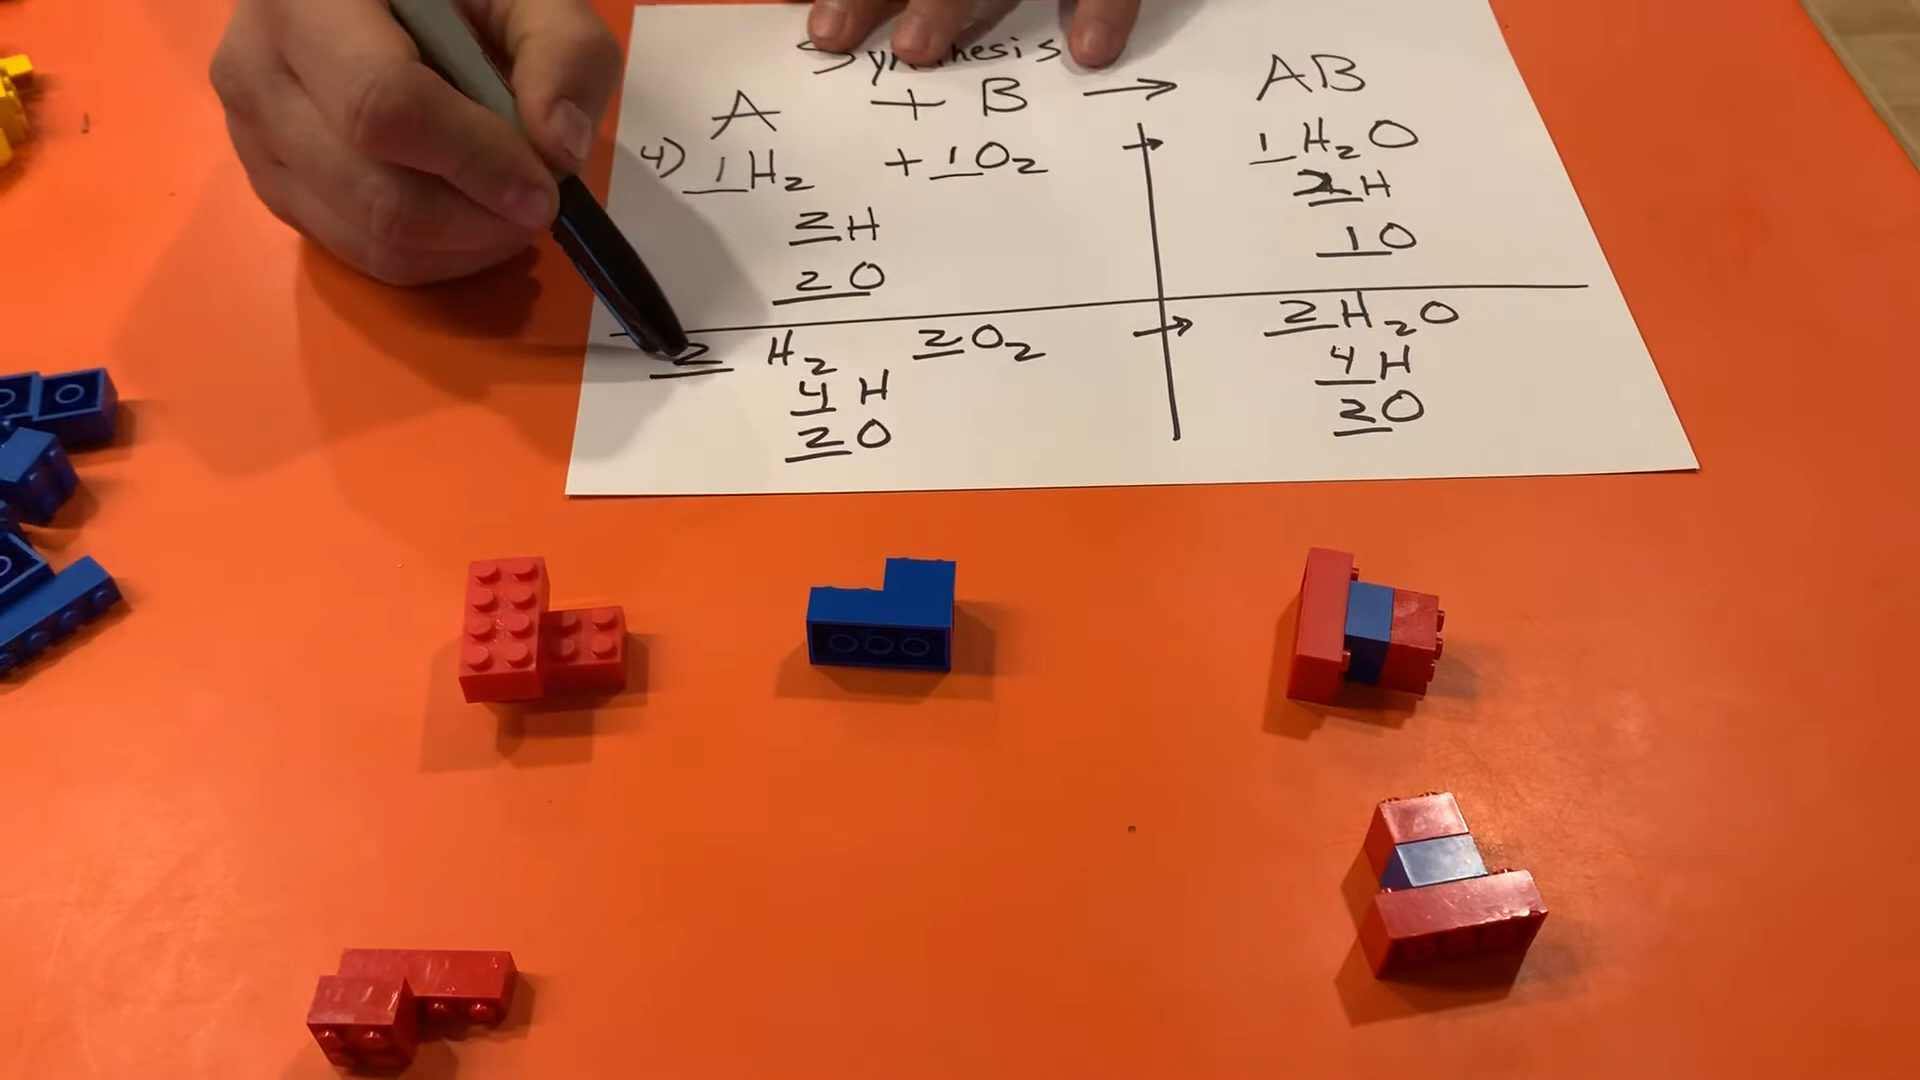 Synthesis
A + B → AB
4) 1 H2 + 1 O2 → 1 H2O
2 H 2 H
2 O 1 O
2 H2 2 O2 → 2 H2O
4 H 4 H
2 O 2 O